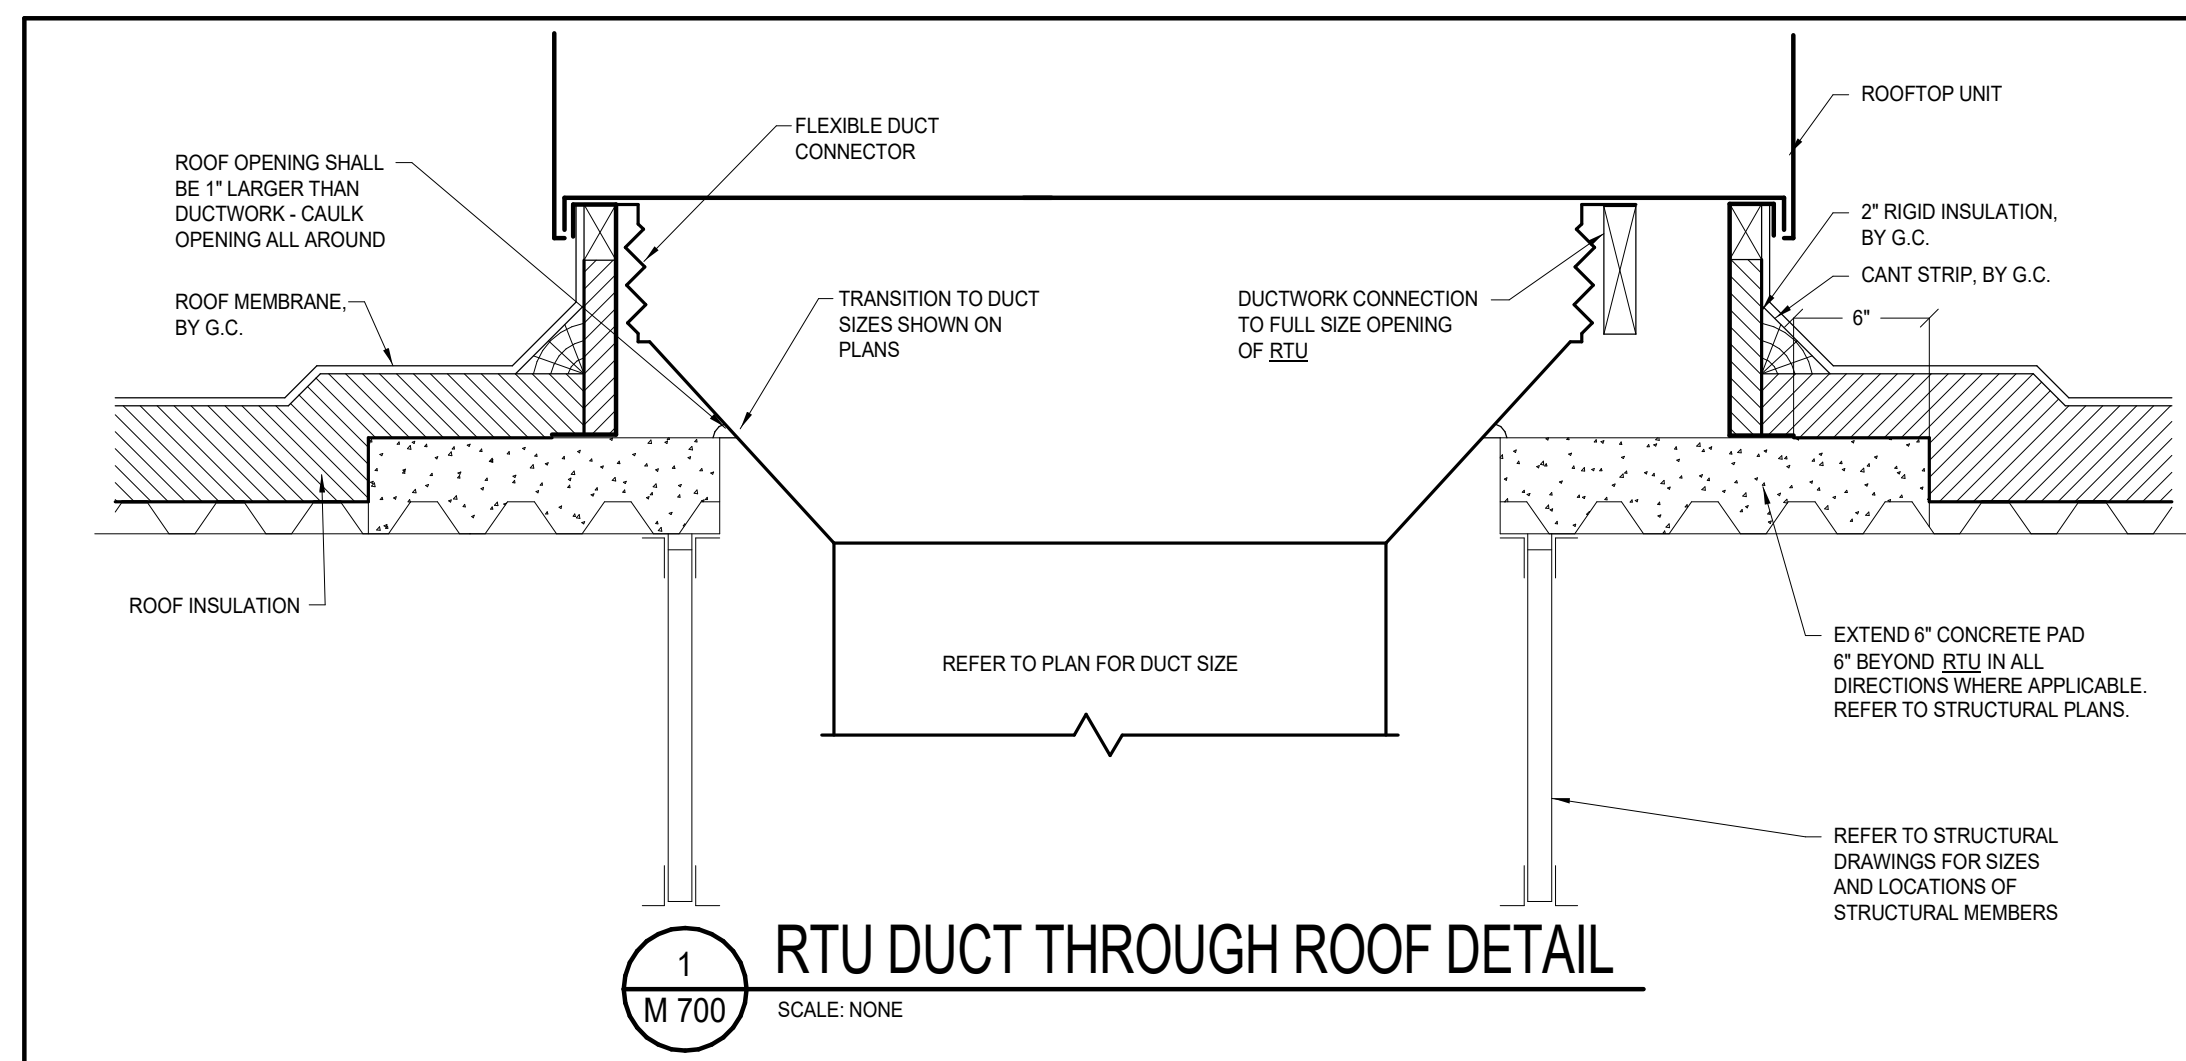 ROOFTOP UNIT
FLEXIBLE DUCT
CONNECTOR
ROOF OPENING SHALL
BE 1" LARGER THAN
DUCTWORK - CAULK
OPENING ALL AROUND
2" RIGID INSULATION,
BY G.C.
CANT STRIP, BY G.C.
ROOF MEMBRANE,
BY G.C.
TRANSITION TO DUCT
SIZES SHOWN ON
PLANS
DUCTWORK CONNECTION
TO FULL SIZE OPENING
OF RTU
6"
ROOF INSULATION
REFER TO PLAN FOR DUCT SIZE
EXTEND 6" CONCRETE PAD
6" BEYOND RTU IN ALL
DIRECTIONS WHERE APPLICABLE.
REFER TO STRUCTURAL PLANS.
REFER TO STRUCTURAL
DRAWINGS FOR SIZES
AND LOCATIONS OF
STRUCTURAL MEMBERS
1
M 700
RTU DUCT THROUGH ROOF DETAIL
SCALE: NONE